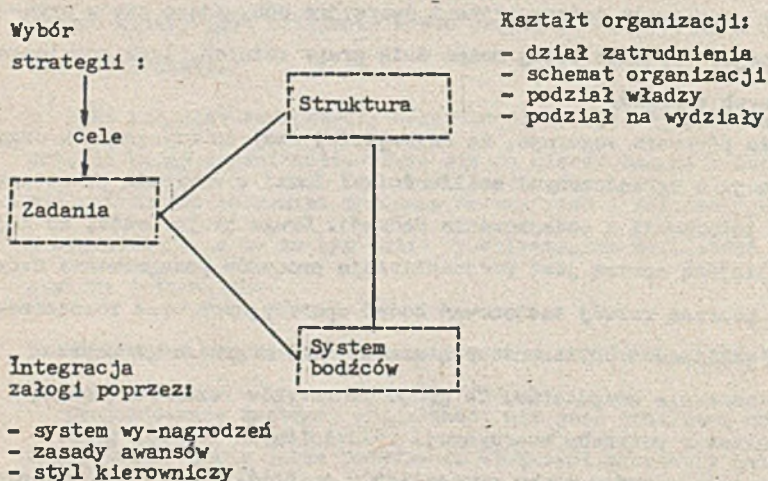 Wybór
strategii :
cele
Zadania
Struktura
Kształt organizacji:
- dział zatrudnienia
- schemat organizacji
- podział władzy
- podział na wydziały
System
bodźców
Integracja
załogi poprzez:
- system wy-nagrodzeń
- zasady awansów
- styl kierowniczy